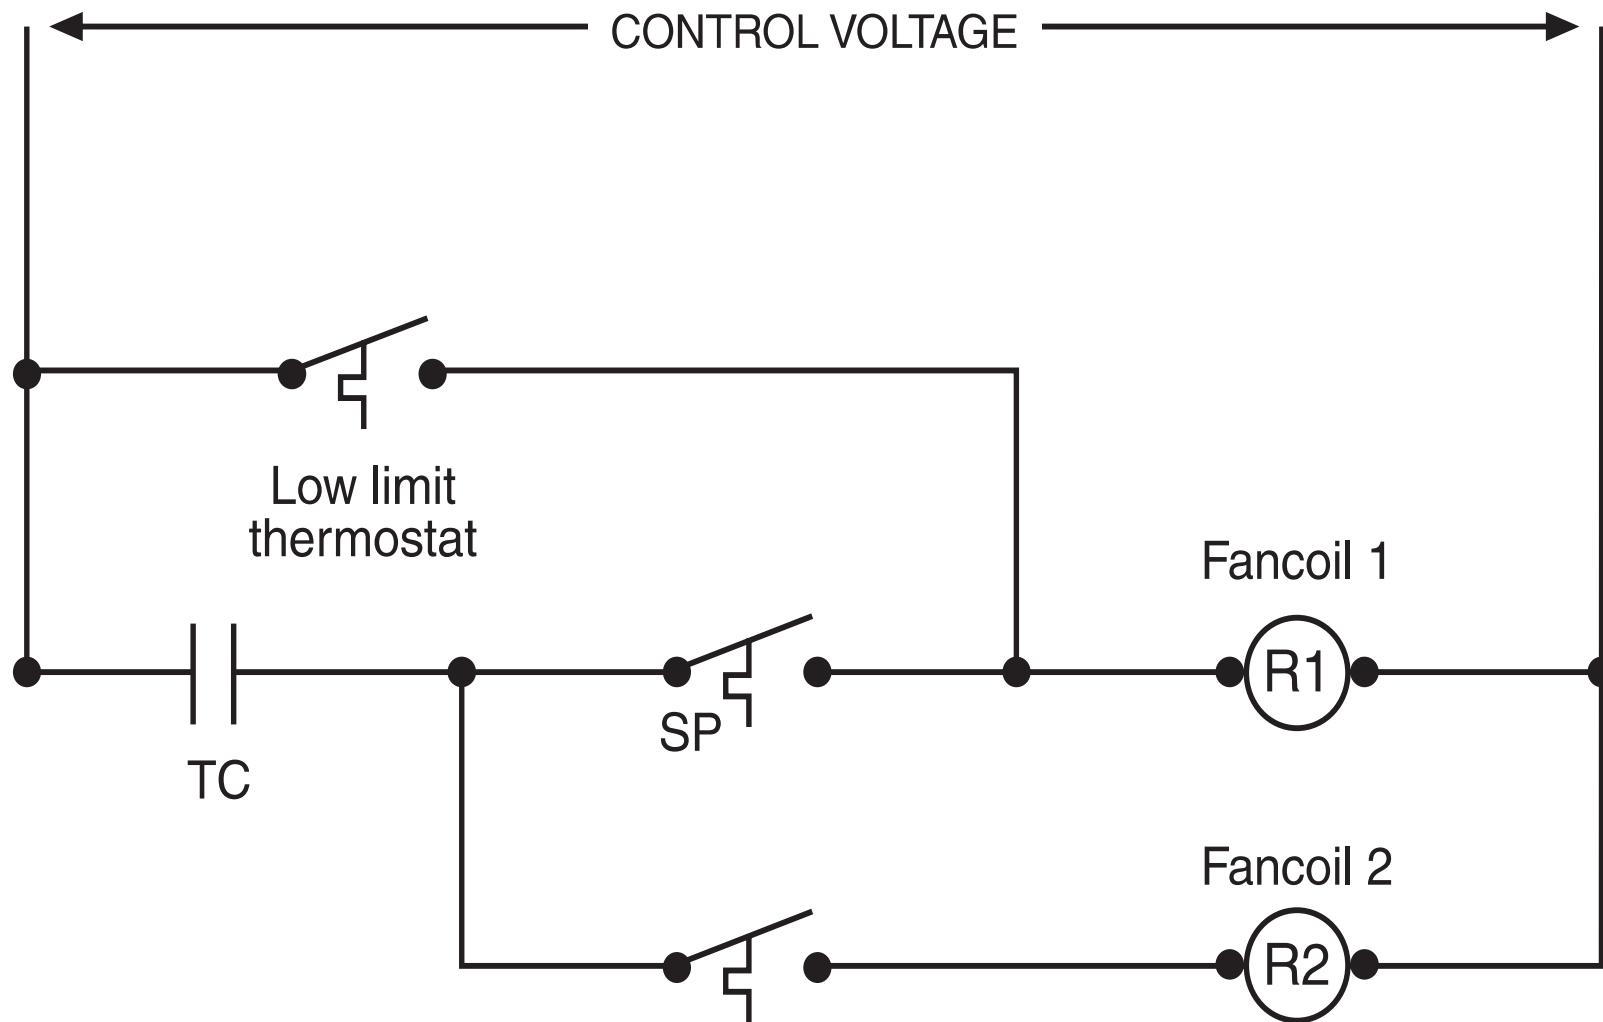 CONTROL VOLTAGE
Low limit
thermostat
Fancoil 1
R1
SP
TC
Fancoil 2
R2